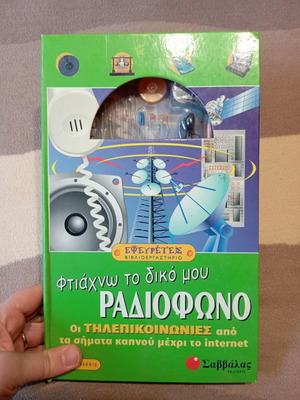 ΕΦΕΥΡΕΤΕΣ
ΒΙΒΛΙΟΕΡΓΑΣΤΗΡΙΟ
Φτιάχνω το δικό μου
ΡΑΔΙΟΦΩΝΟ
Οι ΤΗΛΕΠΙΚΟΙΝΩΝΙΕΣ από
τα σήματα καπνού μέχρι το internet
Σαββάλας